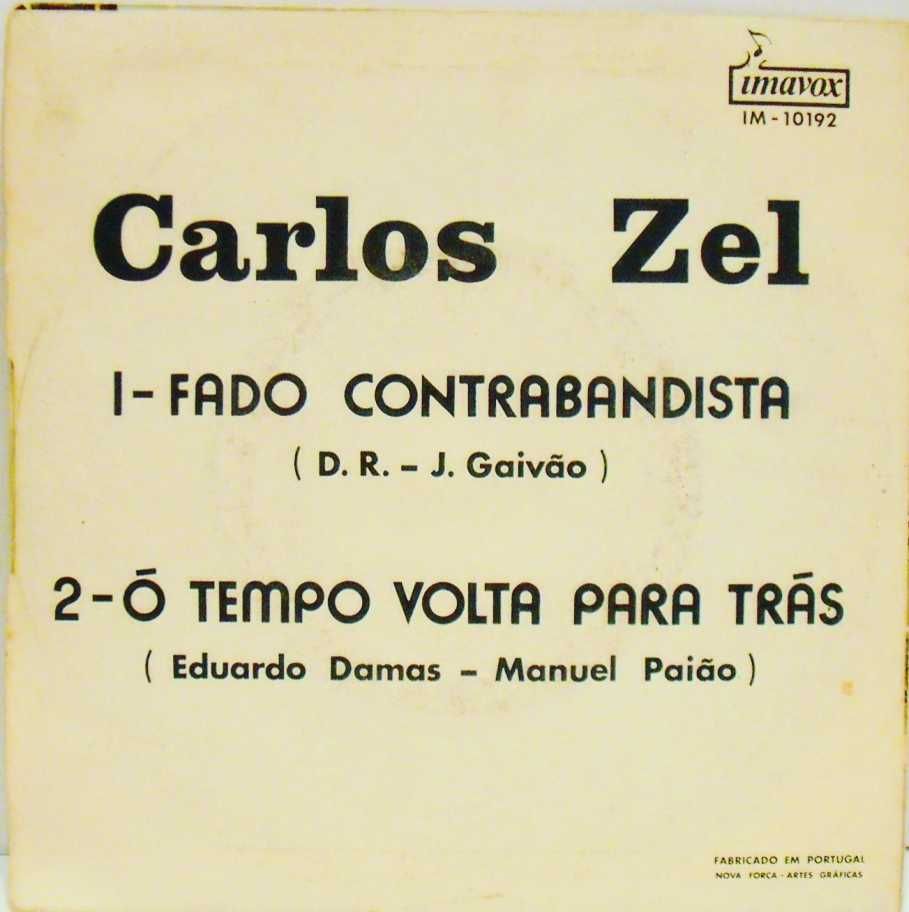 imavox
IM-10192
Carlos Zel
1-FADO CONTRABANDISTA
( D. R. - J. Gaivão )
2-Ó TEMPO VOLTA PARA TRÁS
( Eduardo Damas - Manuel Paião )
FABRICADO EM PORTUGAL
NOVA FORÇA - ARTES GRÁFICAS